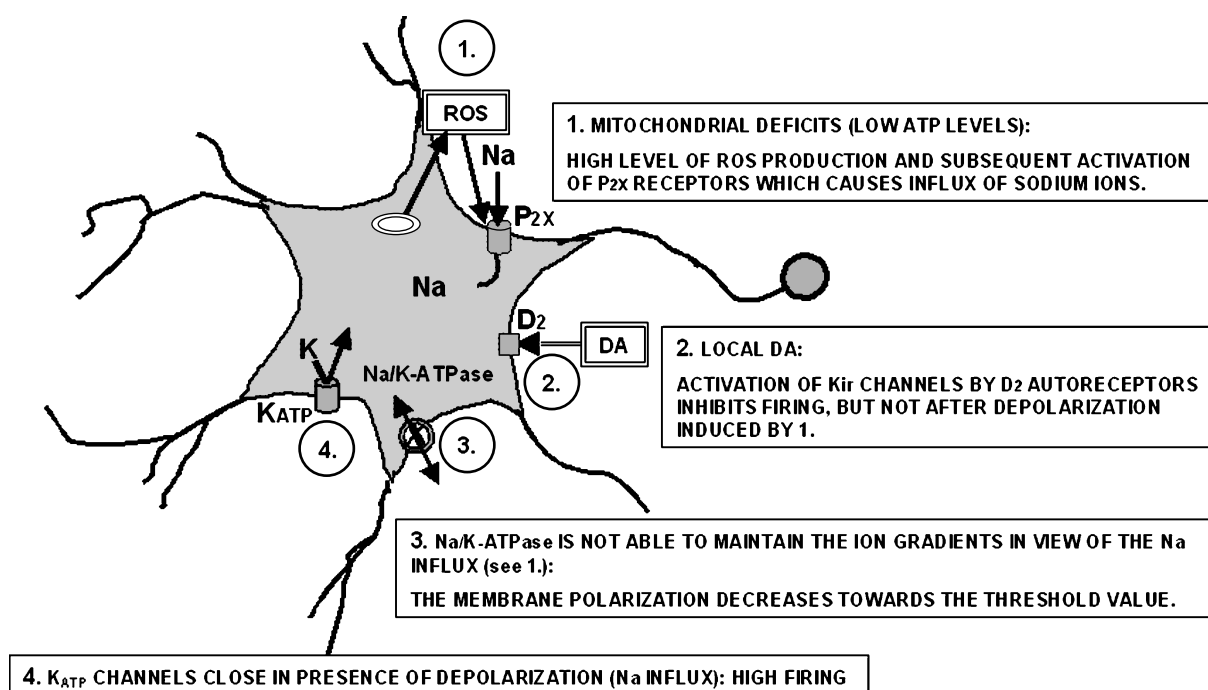 1.
ROS
Na
P2X
Na
D2
DA
K
Na/K-ATPase
2.
KATP
4.
3.
1. MITOCHONDRIAL DEFICITS (LOW ATP LEVELS):
HIGH LEVEL OF ROS PRODUCTION AND SUBSEQUENT ACTIVATION
OF P2X RECEPTORS WHICH CAUSES INFLUX OF SODIUM IONS.
2. LOCAL DA:
ACTIVATION OF Kir CHANNELS BY D2 AUTORECEPTORS
INHIBITS FIRING, BUT NOT AFTER DEPOLARIZATION
INDUCED BY 1.
3. Na/K-ATPase IS NOT ABLE TO MAINTAIN THE ION GRADIENTS IN VIEW OF THE Na
INFLUX (see 1.):
THE MEMBRANE POLARIZATION DECREASES TOWARDS THE THRESHOLD VALUE.
4. KATP CHANNELS CLOSE IN PRESENCE OF DEPOLARIZATION (Na INFLUX): HIGH FIRING